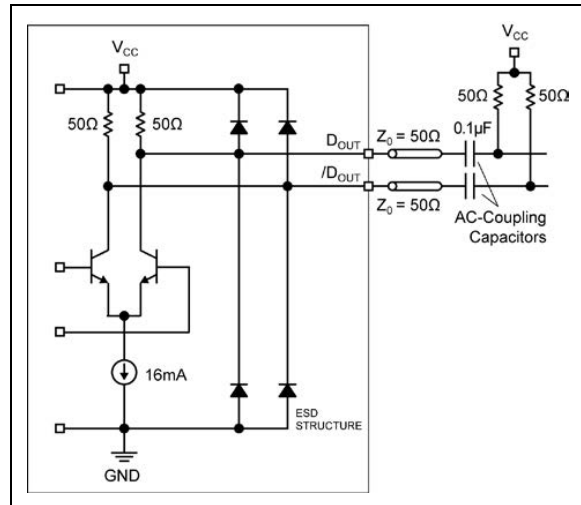 V_CC
V_CC
50Ω
50Ω
50Ω
50Ω
0.1µF
D_OUT
Z_0 = 50Ω
/D_OUT
Z_0 = 50Ω
AC-Coupling
Capacitors
16mA
ESD
STRUCTURE
GND